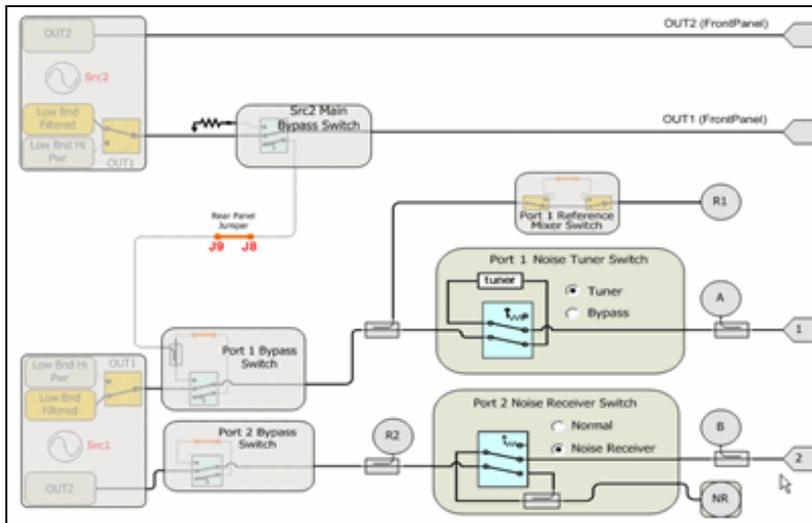 OUT2
OUT2 (FrontPanel)
Src2
Low Bnd
Filtered
Low Bnd Hi
Pwr
OUT1
Src2 Main
Bypass Switch
OUT1 (FrontPanel)
Rear Panel
Jumper
J9 J8
Port 1 Reference
Mixer Switch
R1
Port 1 Noise Tuner Switch
tuner
Tuner
Bypass
A
1
Low Bnd Hi
Pwr
OUT1
Low Bnd
Filtered
Src1
OUT2
Port 1 Bypass
Switch
Port 2 Bypass
Switch
R2
Port 2 Noise Receiver Switch
Normal
Noise Receiver
B
2
NR